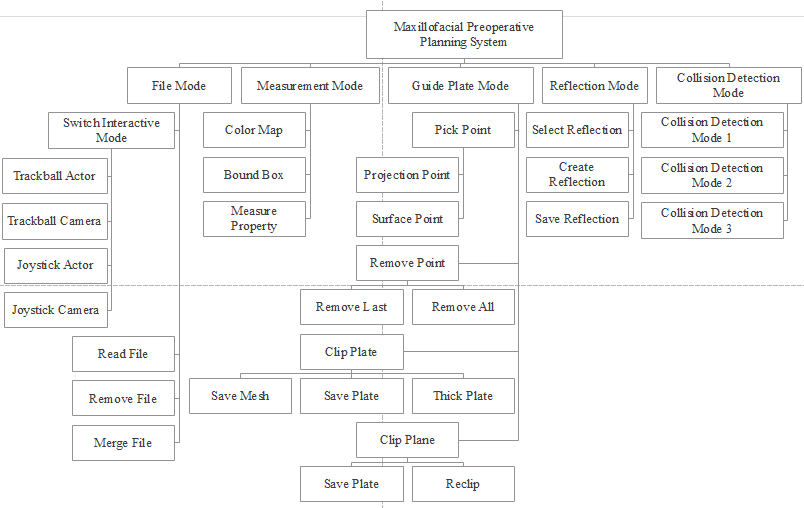 Maxillofacial Preoperative
Planning System
File Mode
Measurement Mode
Guide Plate Mode
Reflection Mode
Collision Detection
Mode
Switch Interactive
Mode
Trackball Actor
Trackball Camera
Joystick Actor
Joystick Camera
Read File
Remove File
Merge File
Color Map
Bound Box
Measure
Property
Pick Point
Projection Point
Surface Point
Remove Point
Remove Last
Remove All
Clip Plate
Save Mesh
Save Plate
Thick Plate
Clip Plane
Save Plate
Reclip
Select Reflection
Create
Reflection
Save Reflection
Collision Detection
Mode 1
Collision Detection
Mode 2
Collision Detection
Mode 3